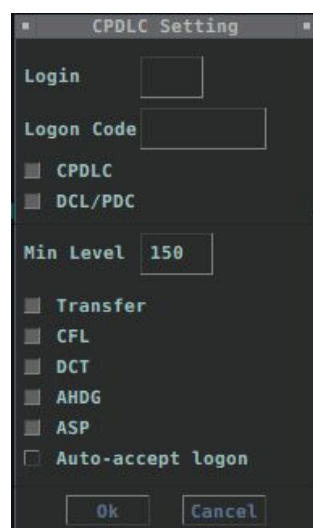 CPDLC Setting
Login
Logon Code
CPDLC
DCL/PDC
Min Level 150
Transfer
CFL
DCT
AHDG
ASP
Auto-accept logon
Ok Cancel